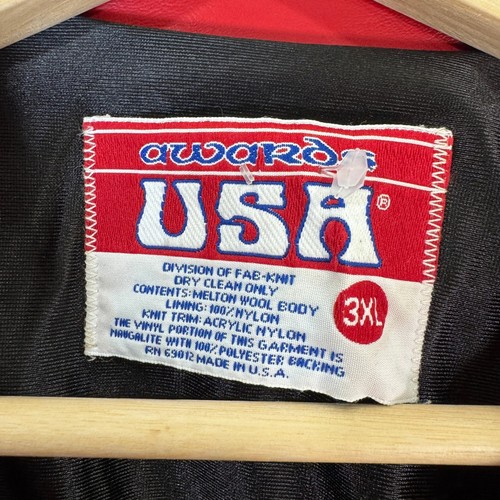 awards
USA®
DIVISION OF FAB-KNIT
DRY CLEAN ONLY
CONTENTS: MELTON WOOL BODY
LINING: 100% NYLON
KNIT TRIM: ACRYLIC NYLON
THE VINYL PORTION OF THIS GARMENT IS
NAUGALITE WITH 100% POLYESTER BACKING
RN 69012 MADE IN U.S.A.
3XL